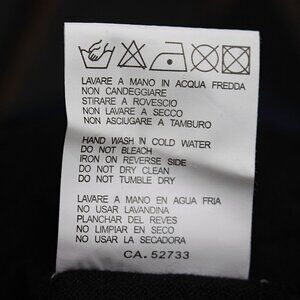 LAVARE A MANO IN ACQUA FREDDA
NON CANDEGGIARE
STIRARE A ROVESCIO
NON LAVARE A SECCO
NON ASCIUGARE A TAMBURO
HAND WASH IN COLD WATER
DO NOT BLEACH
IRON ON REVERSE SIDE
DO NOT DRY CLEAN
DO NOT TUMBLE DRY
LAVAR A MANO EN AGUA FRIA
NO USAR LAVANDINA
PLANCHAR DEL REVES
NO LIMPIAR EN SECO
NO USAR LA SECADORA
CA. 52733